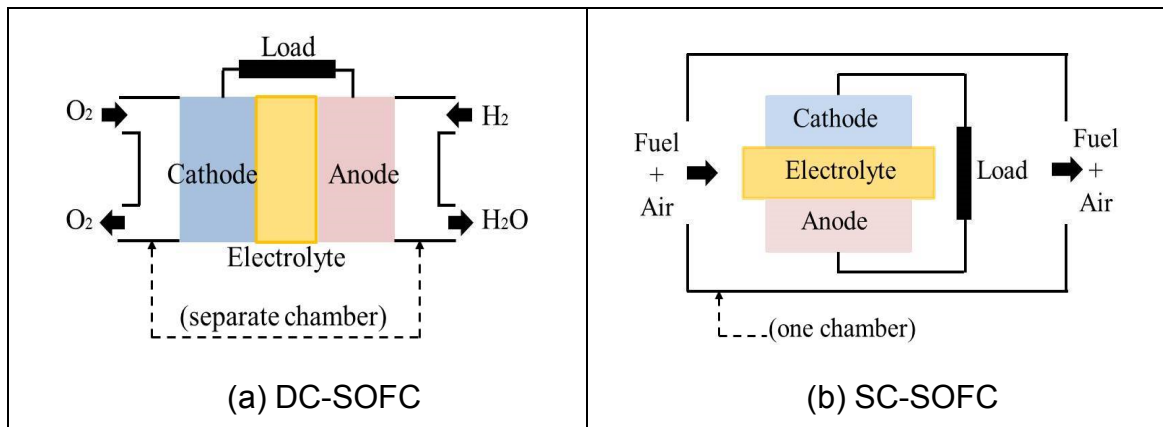 Load
O₂
H₂
Cathode
Anode
O₂
H₂O
Electrolyte
(separate chamber)
(a) DC-SOFC
Cathode
Fuel
+
Air
Electrolyte
Load
Fuel
+
Air
Anode
(one chamber)
(b) SC-SOFC